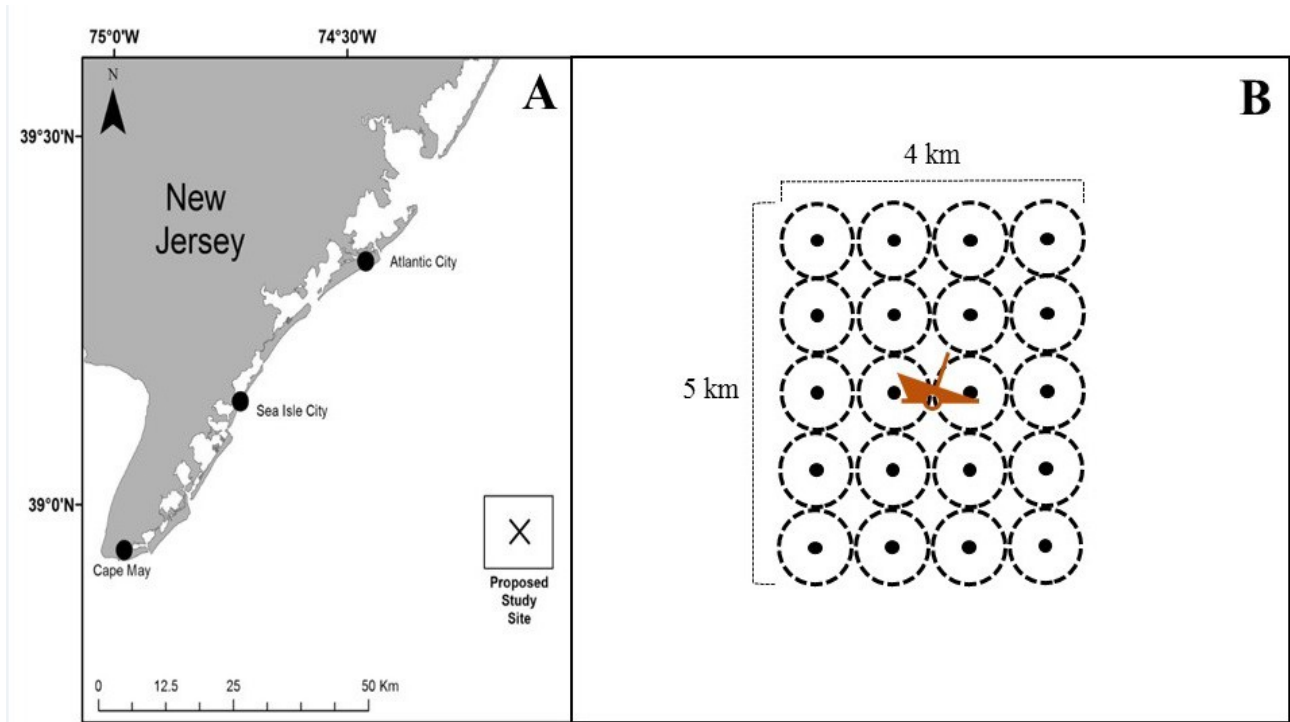 75°0'W
74°30'W
N
A
B
39°30'N
New
Jersey
Atlantic City
Sea Isle City
39°0'N
Cape May
X
Proposed
Study
Site
0
12.5
25
50 Km
4 km
5 km